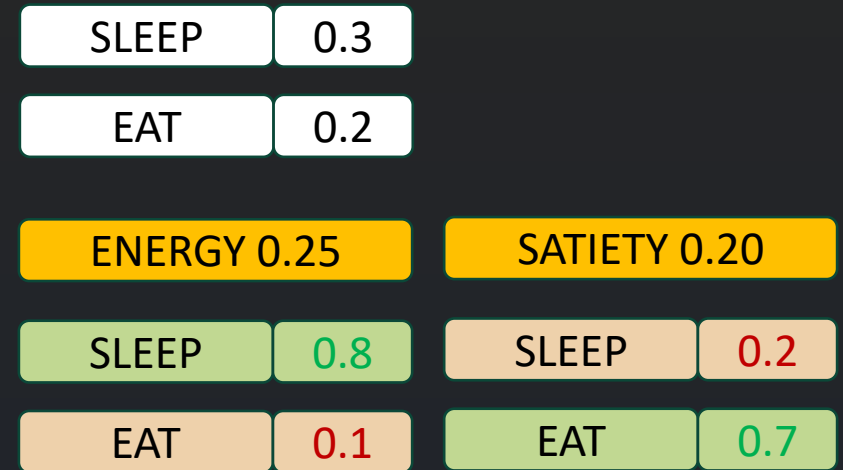 SLEEP 0.3
EAT 0.2
ENERGY 0.25 SATIETY 0.20
SLEEP 0.8 SLEEP 0.2
EAT 0.1 EAT 0.7